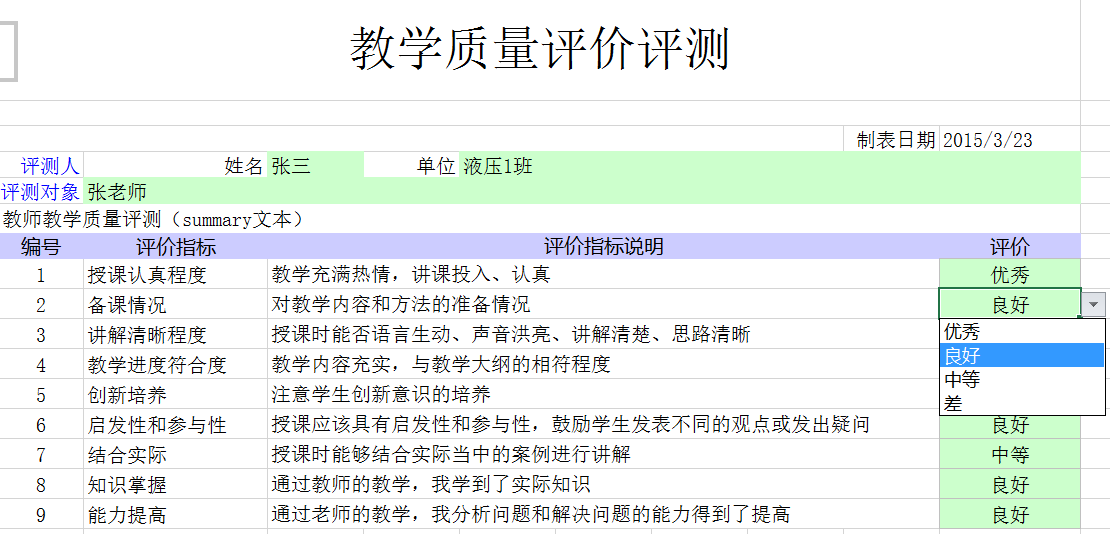 教学质量评价评测
制表日期 2015/3/23
评测人 姓名 张三 单位 液压1班
评测对象 张老师
教师教学质量评测（summary文本）
编号 评价指标 评价指标说明 评价
1 授课认真程度 教学充满热情，讲课投入、认真 优秀
2 备课情况 对教学内容和方法的准备情况 良好
3 讲解清晰程度 授课时能否语言生动、声音洪亮、讲解清楚、思路清晰 优秀
4 教学进度符合度 教学内容充实，与教学大纲的相符程度 良好
中等
5 创新培养 注意学生创新意识的培养 差
6 启发性和参与性 授课应该具有启发性和参与性，鼓励学生发表不同的观点或发出疑问 良好
7 结合实际 授课时能够结合实际当中的案例进行讲解 中等
8 知识掌握 通过教师的教学，我学到了实际知识 良好
9 能力提高 通过老师的教学，我分析问题和解决问题的能力得到了提高 良好